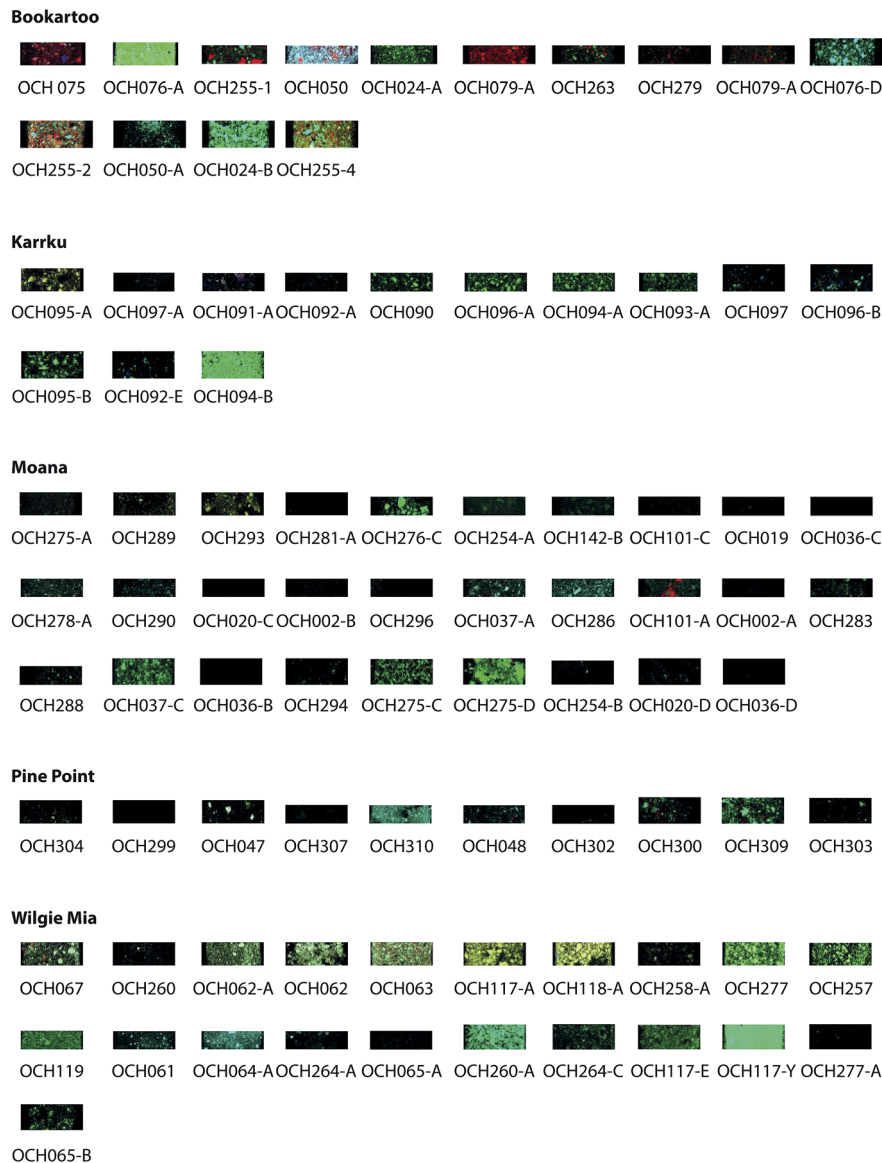 Bookartoo
OCH 075 OCH076-A OCH255-1 OCH050 OCH024-A OCH079-A OCH263 OCH279 OCH079-A OCH076-D
OCH255-2 OCH050-A OCH024-B OCH255-4
Karrku
OCH095-A OCH097-A OCH091-A OCH092-A OCH090 OCH096-A OCH094-A OCH093-A OCH097 OCH096-B
OCH095-B OCH092-E OCH094-B
Moana
OCH275-A OCH289 OCH293 OCH281-A OCH276-C OCH254-A OCH142-B OCH101-C OCH019 OCH036-C
OCH278-A OCH290 OCH020-C OCH002-B OCH296 OCH037-A OCH286 OCH101-A OCH002-A OCH283
OCH288 OCH037-C OCH036-B OCH294 OCH275-C OCH275-D OCH254-B OCH020-D OCH036-D
Pine Point
OCH304 OCH299 OCH047 OCH307 OCH310 OCH048 OCH302 OCH300 OCH309 OCH303
Wilgie Mia
OCH067 OCH260 OCH062-A OCH062 OCH063 OCH117-A OCH118-A OCH258-A OCH277 OCH257
OCH119 OCH061 OCH064-A OCH264-A OCH065-A OCH260-A OCH264-C OCH117-E OCH117-Y OCH277-A
OCH065-B